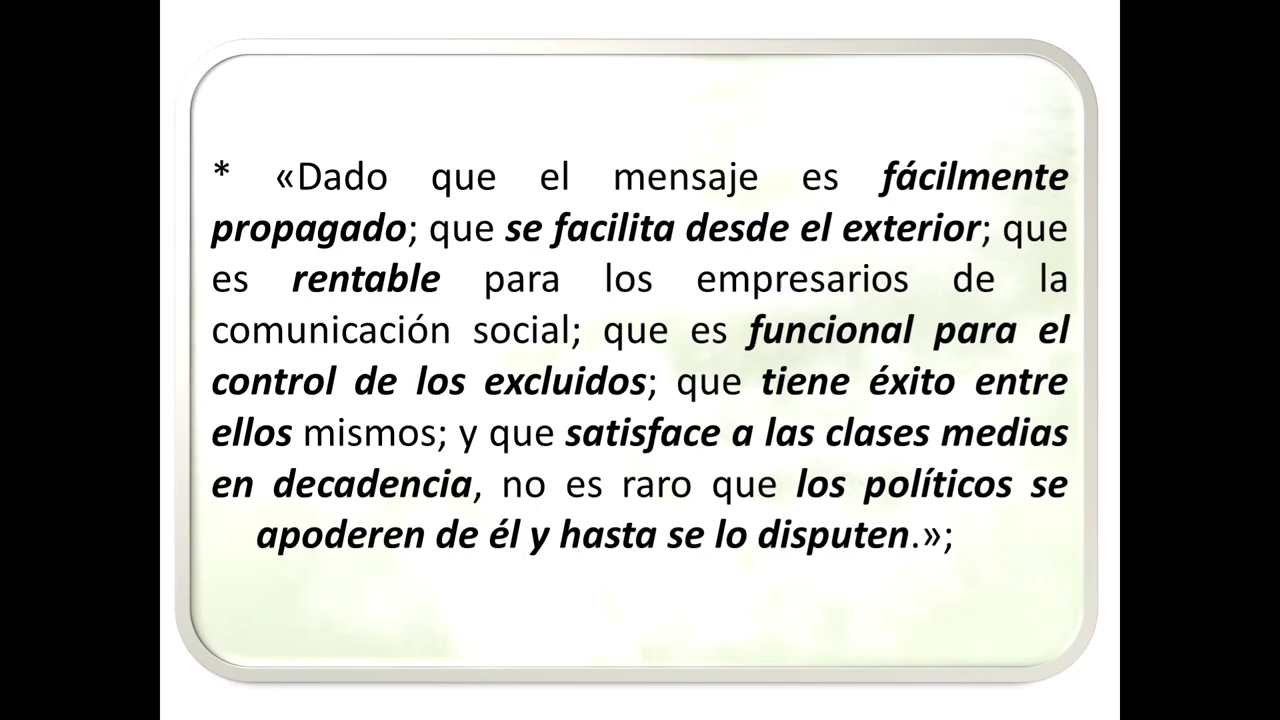 * «Dado que el mensaje es fácilmente
propagado; que se facilita desde el exterior; que
es rentable para los empresarios de la
comunicación social; que es funcional para el
control de los excluidos; que tiene éxito entre
ellos mismos; y que satisface a las clases medias
en decadencia, no es raro que los políticos se
apoderen de él y hasta se lo disputen.»;